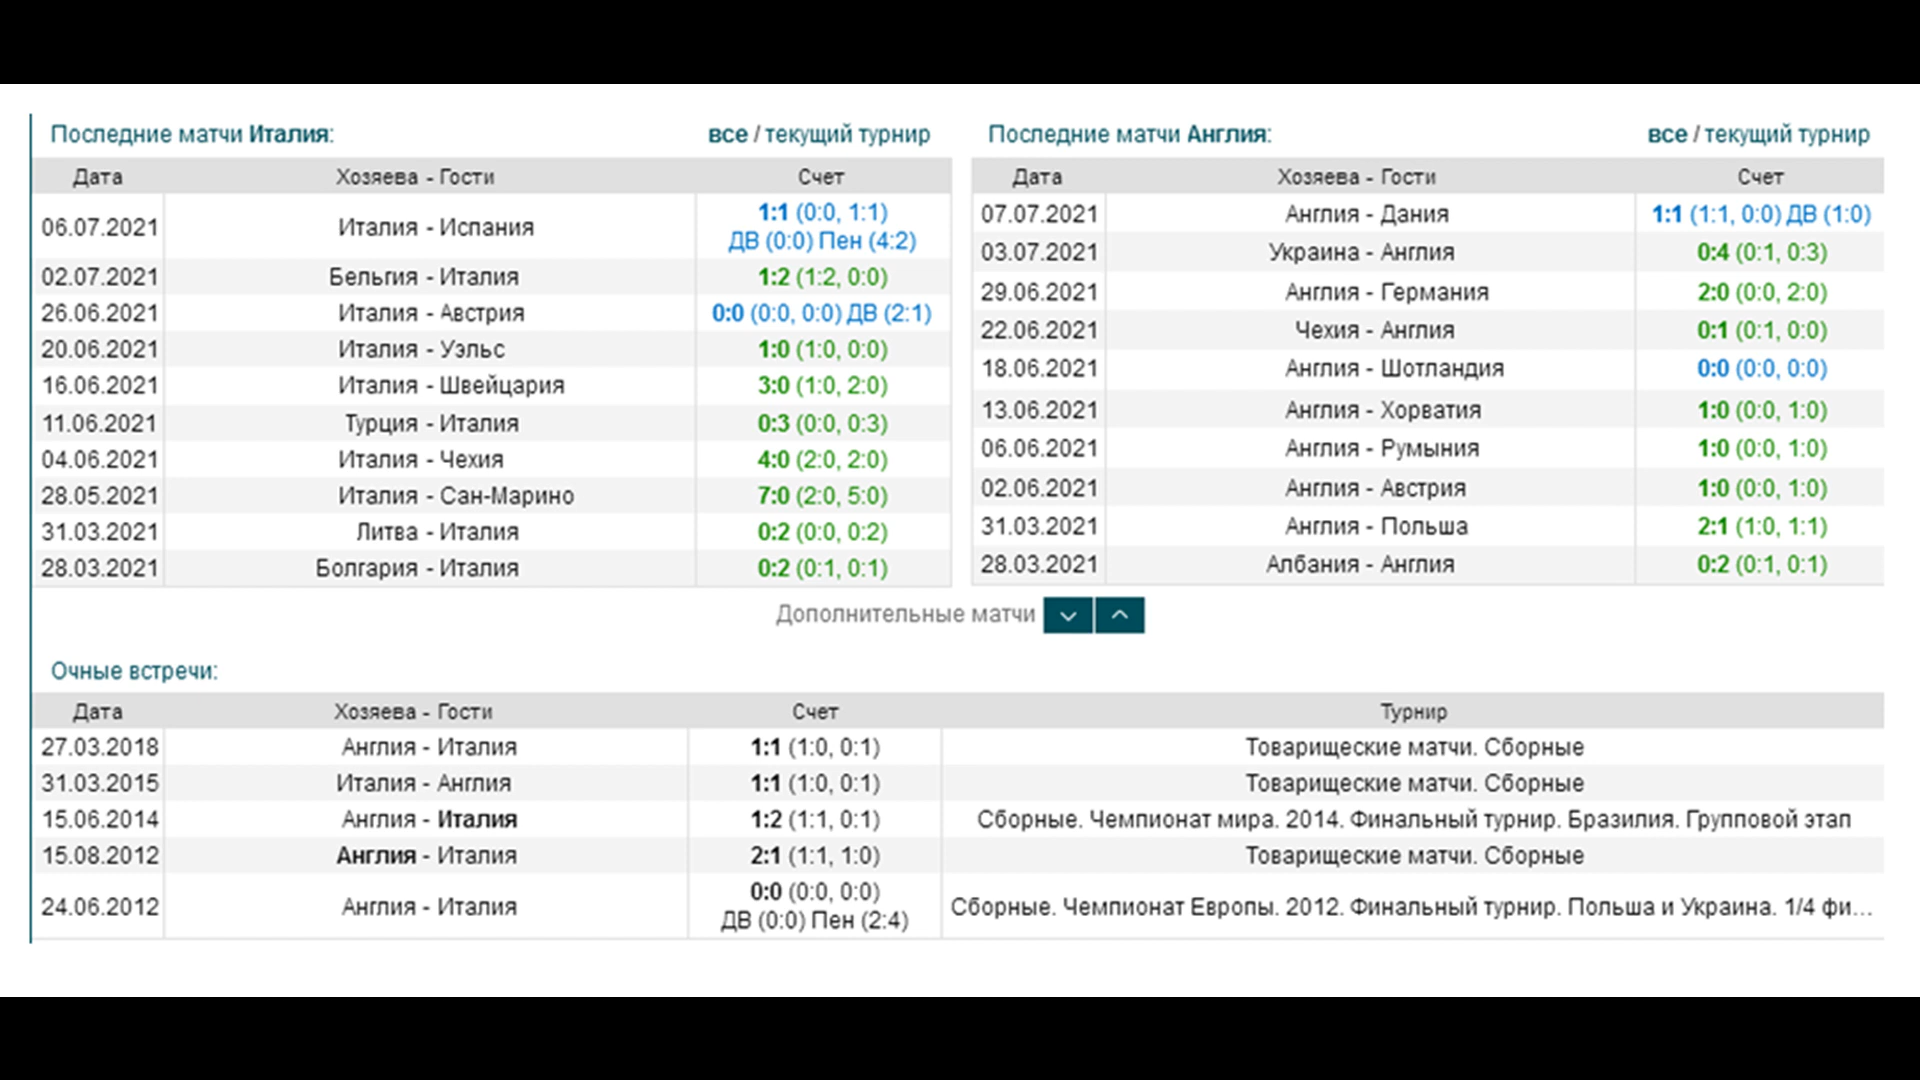 Последние матчи Италия: все / текущий турнир
Дата Хозяева - Гости Счет
06.07.2021 Италия - Испания 1:1 (0:0, 1:1)
ДВ (0:0) Пен (4:2)
02.07.2021 Бельгия - Италия 1:2 (1:2, 0:0)
26.06.2021 Италия - Австрия 0:0 (0:0, 0:0) ДВ (2:1)
20.06.2021 Италия - Уэльс 1:0 (1:0, 0:0)
16.06.2021 Италия - Швейцария 3:0 (1:0, 2:0)
11.06.2021 Турция - Италия 0:3 (0:0, 0:3)
04.06.2021 Италия - Чехия 4:0 (2:0, 2:0)
28.05.2021 Италия - Сан-Марино 7:0 (2:0, 5:0)
31.03.2021 Литва - Италия 0:2 (0:0, 0:2)
28.03.2021 Болгария - Италия 0:2 (0:1, 0:1)
Последние матчи Англия: все / текущий турнир
Дата Хозяева - Гости Счет
07.07.2021 Англия - Дания 1:1 (1:1, 0:0) ДВ (1:0)
03.07.2021 Украина - Англия 0:4 (0:1, 0:3)
29.06.2021 Англия - Германия 2:0 (0:0, 2:0)
22.06.2021 Чехия - Англия 0:1 (0:1, 0:0)
18.06.2021 Англия - Шотландия 0:0 (0:0, 0:0)
13.06.2021 Англия - Хорватия 1:0 (0:0, 1:0)
06.06.2021 Англия - Румыния 1:0 (0:0, 1:0)
02.06.2021 Англия - Австрия 1:0 (0:0, 1:0)
31.03.2021 Англия - Польша 2:1 (1:0, 1:1)
28.03.2021 Албания - Англия 0:2 (0:1, 0:1)
Дополнительные матчи
Очные встречи:
Дата Хозяева - Гости Счет Турнир
27.03.2018 Англия - Италия 1:1 (1:0, 0:1) Товарищеские матчи. Сборные
31.03.2015 Италия - Англия 1:1 (1:0, 0:1) Товарищеские матчи. Сборные
15.06.2014 Англия - Италия 1:2 (1:1, 0:1) Сборные. Чемпионат мира. 2014. Финальный турнир. Бразилия. Групповой этап
15.08.2012 Англия - Италия 2:1 (1:1, 1:0) Товарищеские матчи. Сборные
24.06.2012 Англия - Италия 0:0 (0:0, 0:0)
ДВ (0:0) Пен (2:4) Сборные. Чемпионат Европы. 2012. Финальный турнир. Польша и Украина. 1/4 фи...